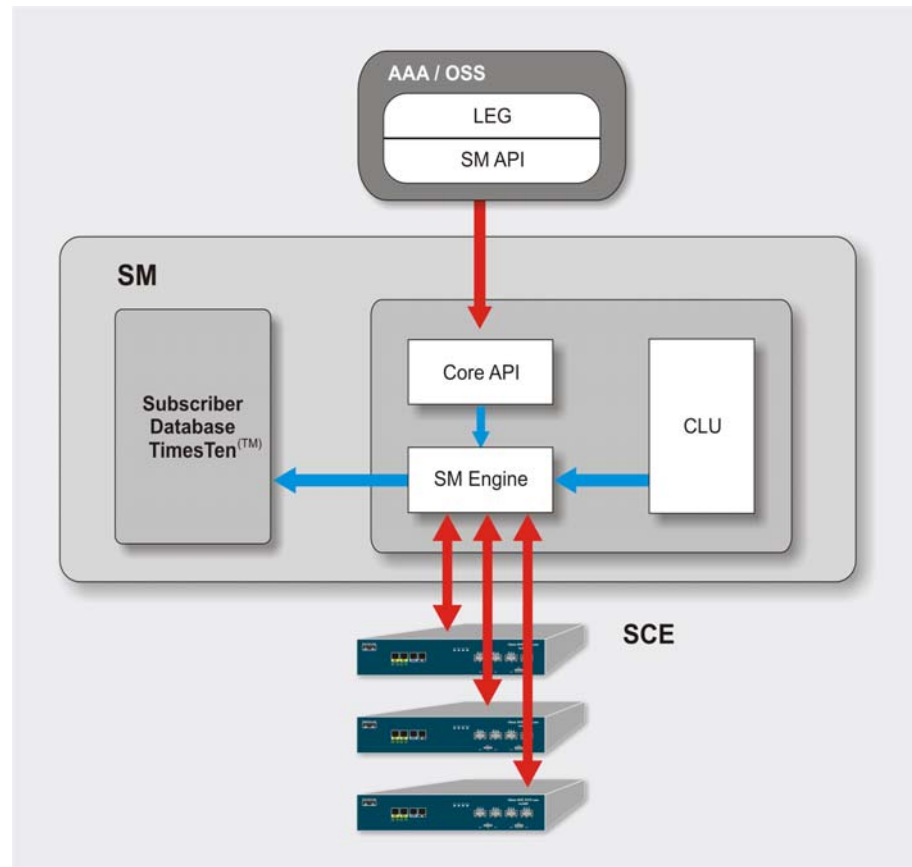 AAA / OSS
LEG
SM API
SM
Subscriber
Database
TimesTen(TM)
Core API
SM Engine
CLU
SCE